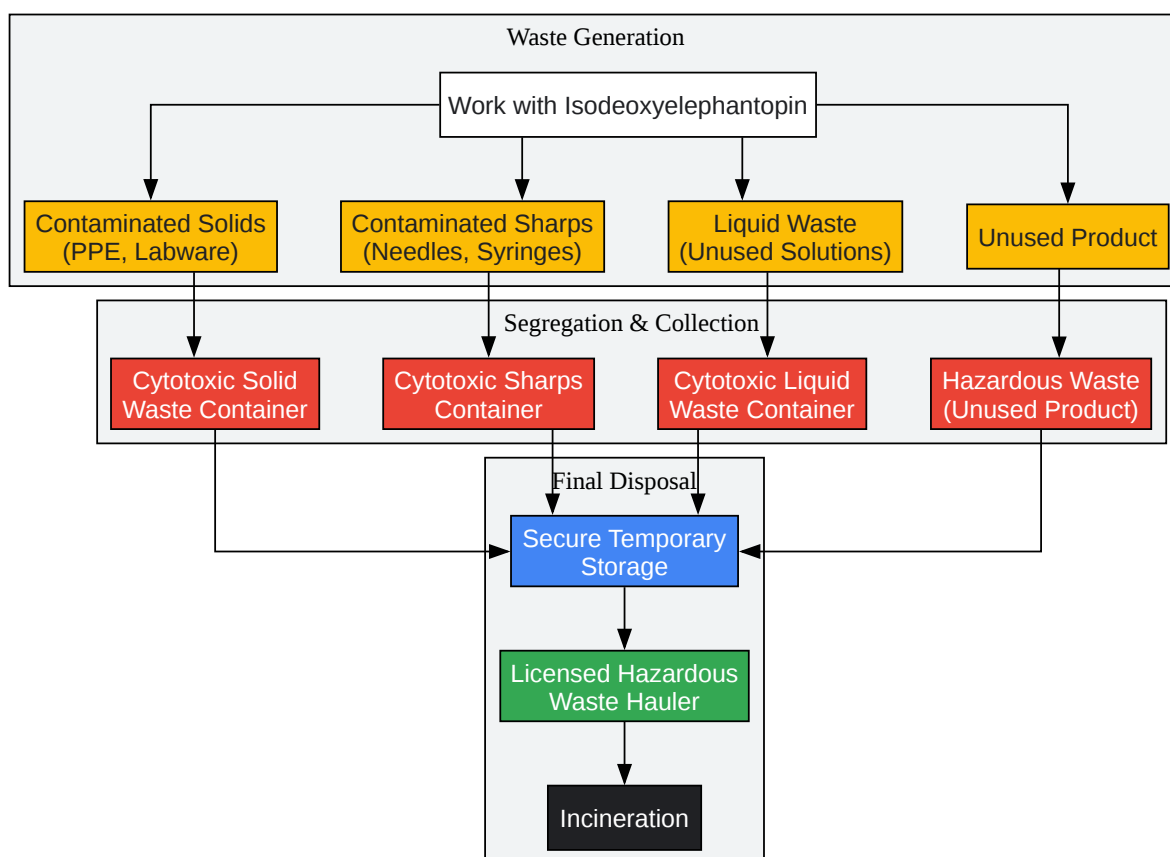 Waste Generation
Work with Isodeoxyelephantopin
Contaminated Solids
(PPE, Labware)
Contaminated Sharps
(Needles, Syringes)
Liquid Waste
(Unused Solutions)
Unused Product
Segregation & Collection
Cytotoxic Solid
Waste Container
Cytotoxic Sharps
Container
Cytotoxic Liquid
Waste Container
Hazardous Waste
(Unused Product)
Final Disposal
Secure Temporary
Storage
Licensed Hazardous
Waste Hauler
Incineration